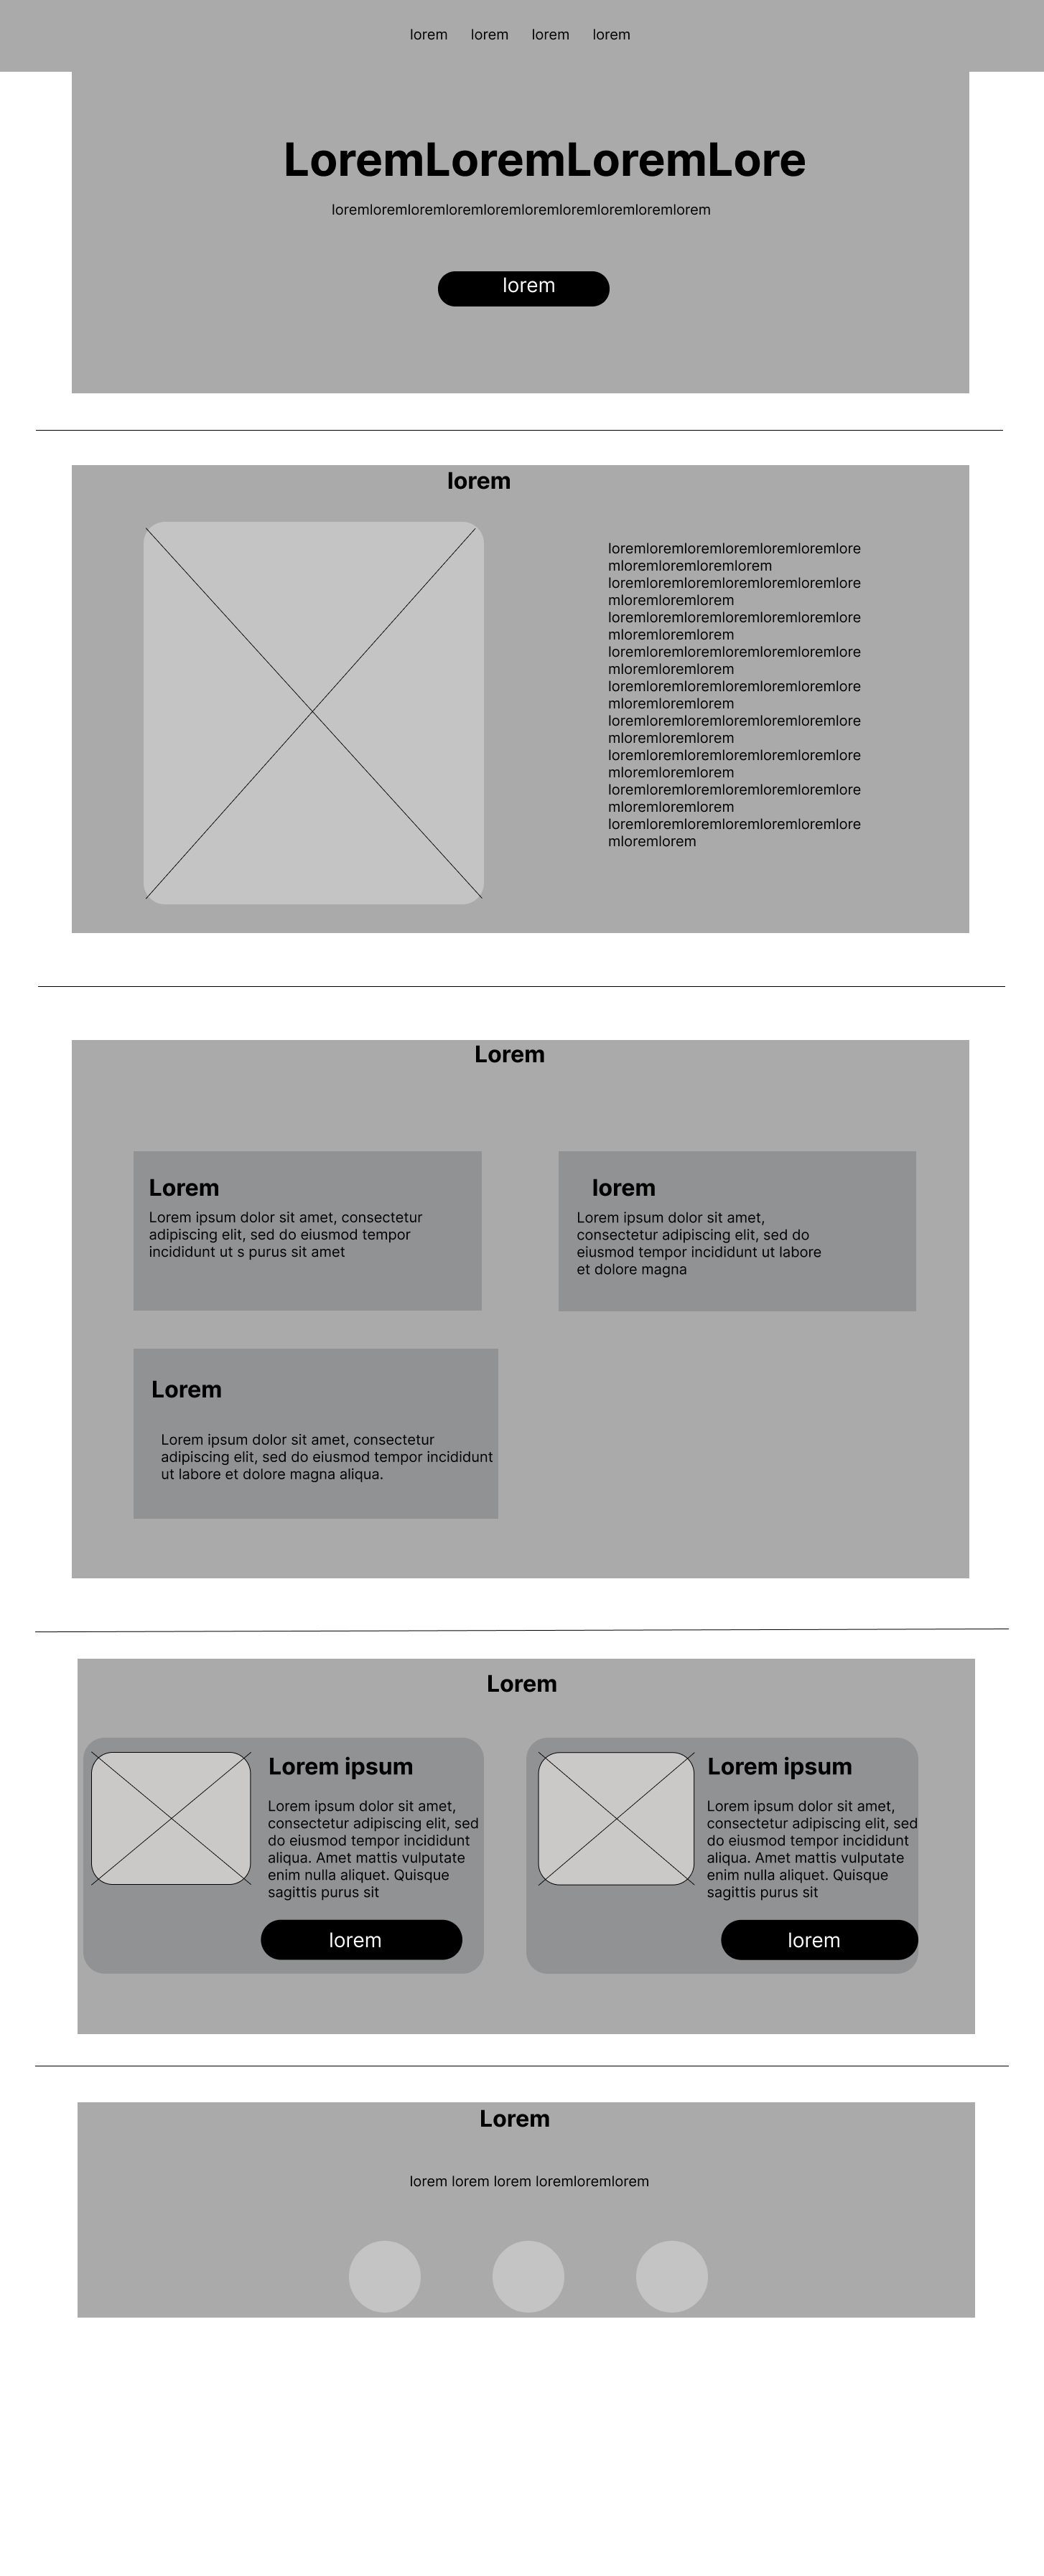 lorem lorem lorem lorem
LoremLoremLoremLore
loremloremloremloremloremloremloremloremloremlorem
lorem
lorem
loremloremloremloremloremloremlore
mloremloremloremlorem
loremloremloremloremloremloremlore
mloremloremlorem
loremloremloremloremloremloremlore
mloremloremlorem
loremloremloremloremloremloremlore
mloremloremlorem
loremloremloremloremloremloremlore
mloremloremlorem
loremloremloremloremloremloremlore
mloremloremlorem
loremloremloremloremloremloremlore
mloremloremlorem
loremloremloremloremloremloremlore
mloremloremlorem
loremloremloremloremloremloremlore
mloremlorem
Lorem
Lorem
Lorem ipsum dolor sit amet, consectetur
adipiscing elit, sed do eiusmod tempor
incididunt ut s purus sit amet
lorem
Lorem ipsum dolor sit amet,
consectetur adipiscing elit, sed do
eiusmod tempor incididunt ut labore
et dolore magna
Lorem
Lorem ipsum dolor sit amet, consectetur
adipiscing elit, sed do eiusmod tempor incididunt
ut labore et dolore magna aliqua.
Lorem
Lorem ipsum
Lorem ipsum dolor sit amet,
consectetur adipiscing elit, sed
do eiusmod tempor incididunt
aliqua. Amet mattis vulputate
enim nulla aliquet. Quisque
sagittis purus sit
lorem
Lorem ipsum
Lorem ipsum dolor sit amet,
consectetur adipiscing elit, sed
do eiusmod tempor incididunt
aliqua. Amet mattis vulputate
enim nulla aliquet. Quisque
sagittis purus sit
lorem
Lorem
lorem lorem lorem loremloremlorem